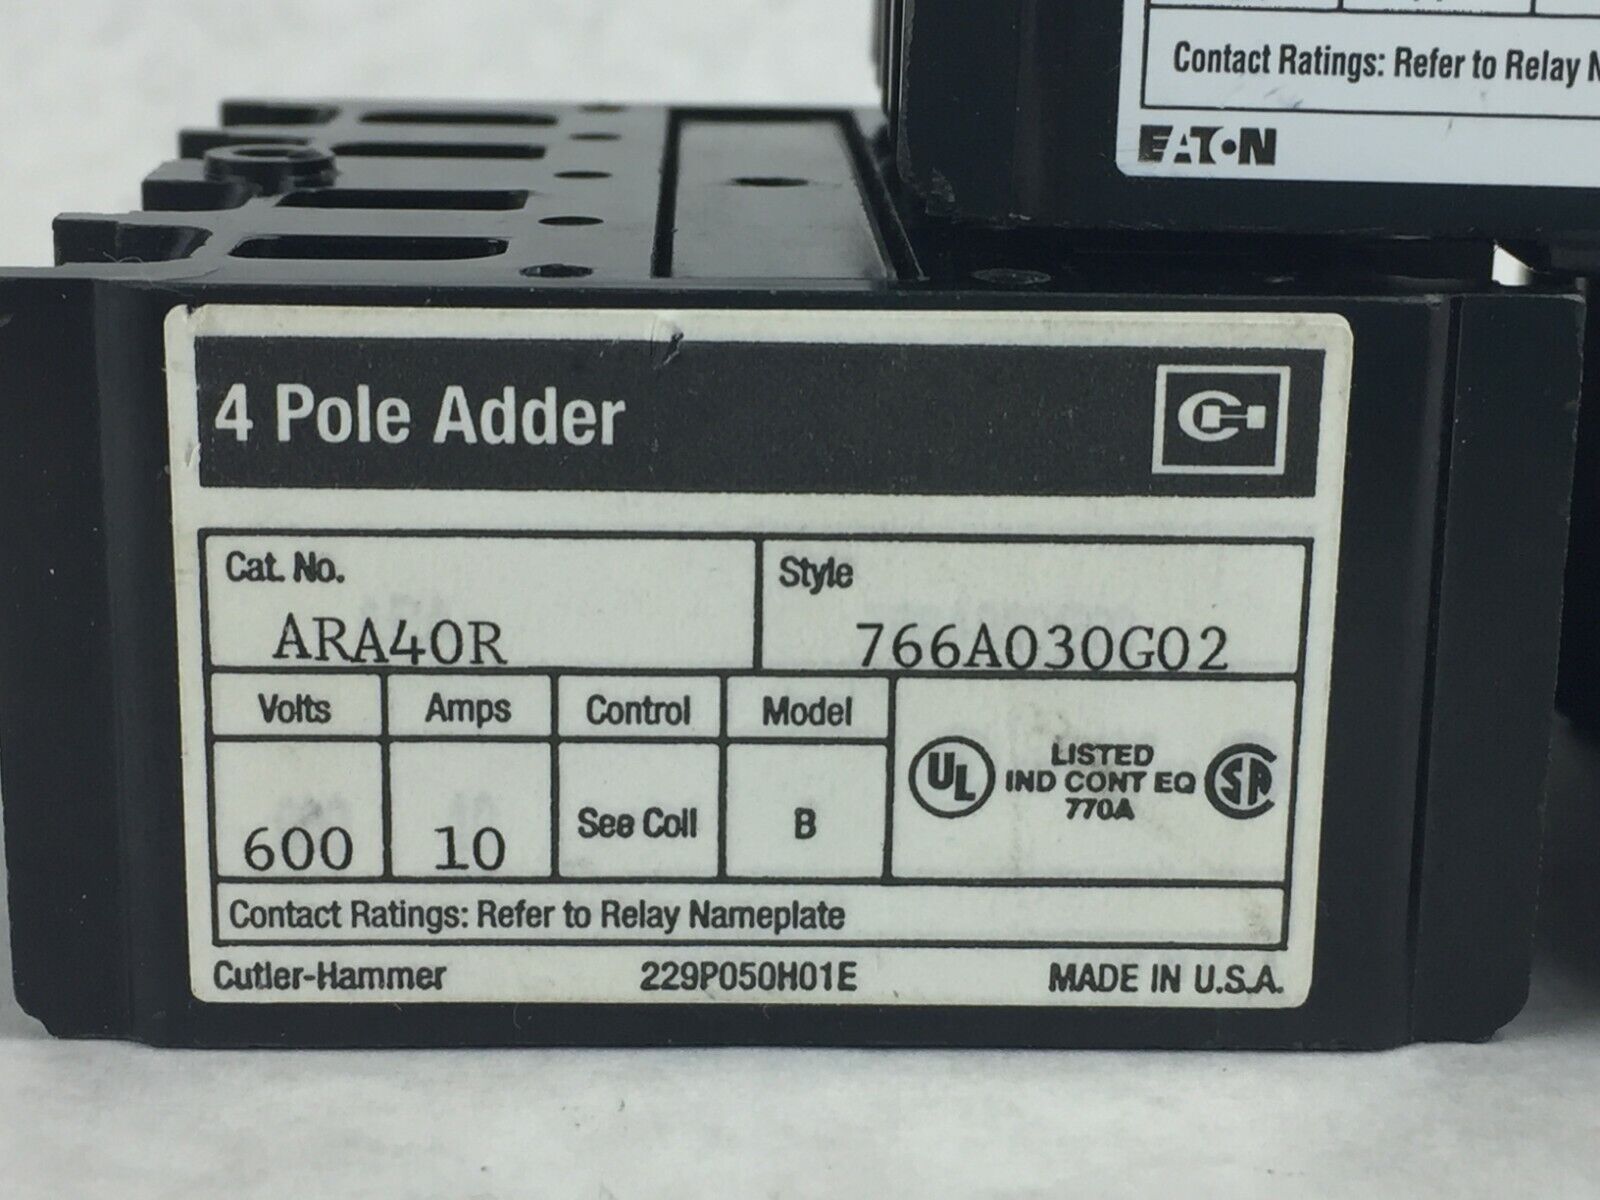 Contact Ratings: Refer to Relay
EATON
4 Pole Adder
Cat. No.
ARA40R
Style
766A030G02
Volts Amps Control Model
600 10 See Coil B
UL LISTED
IND CONT EQ
770A
SA
Contact Ratings: Refer to Relay Nameplate
Cutler-Hammer 229P050H01E MADE IN U.S.A.